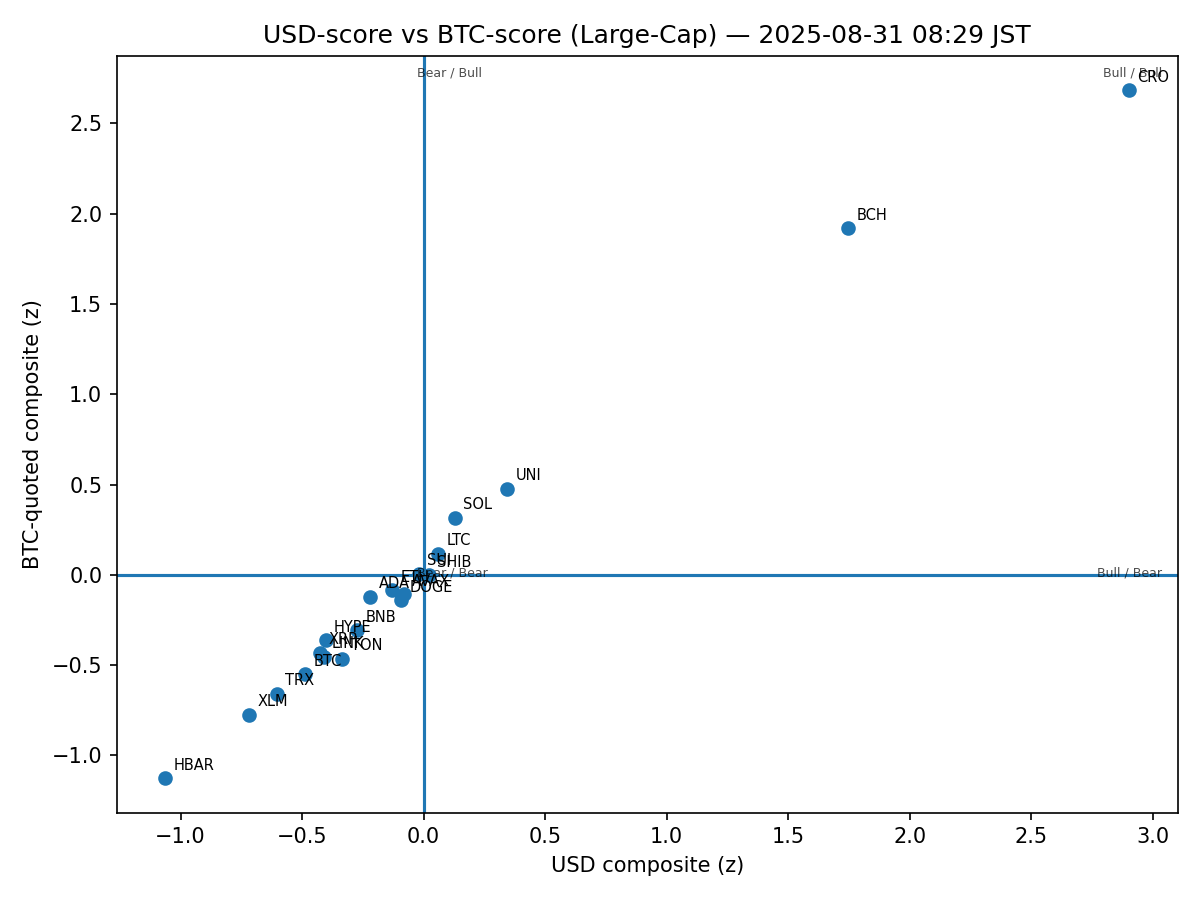 USD-score vs BTC-score (Large-Cap) — 2025-08-31 08:29 JST
Bear / Bull
Bull / Bull
CRO
2.5
BCH
2.0
1.5
BTC-quoted composite (z)
1.0
UNI
0.5
SOL
LTC
SUI
SHIB
0.0
Bear / Bear
Bull / Bear
ETH
AVAX
ADA
DOGE
BNB
HYPE
XRP
LINK
TON
−0.5
BTC
TRX
XLM
−1.0
HBAR
−1.0
−0.5
0.0
0.5
1.0
1.5
2.0
2.5
3.0
USD composite (z)